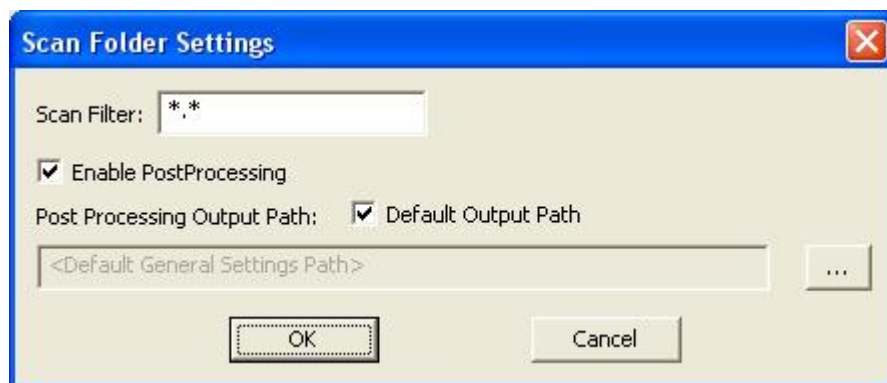 Scan Folder Settings
Scan Filter: *.*
Enable PostProcessing
Post Processing Output Path: Default Output Path
<Default General Settings Path> ...
OK Cancel